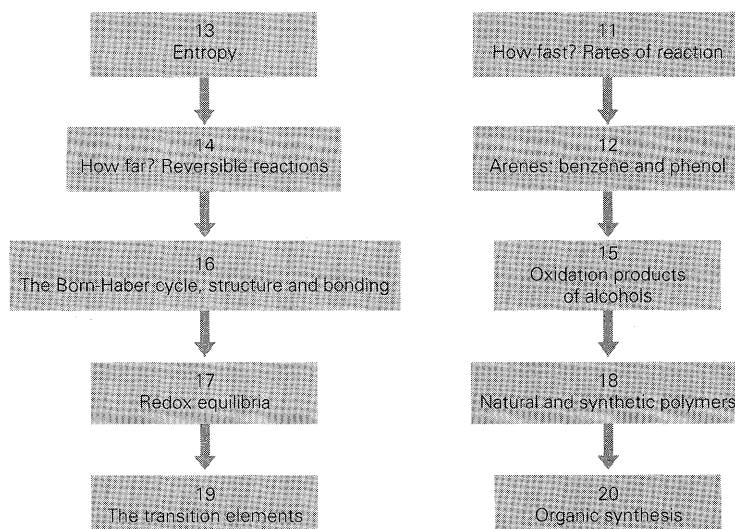 13
Entropy
14
How far? Reversible reactions
16
The Born-Haber cycle, structure and bonding
17
Redox equilibria
19
The transition elements
11
How fast? Rates of reaction
12
Arenes: benzene and phenol
15
Oxidation products
of alcohols
18
Natural and synthetic polymers
20
Organic synthesis